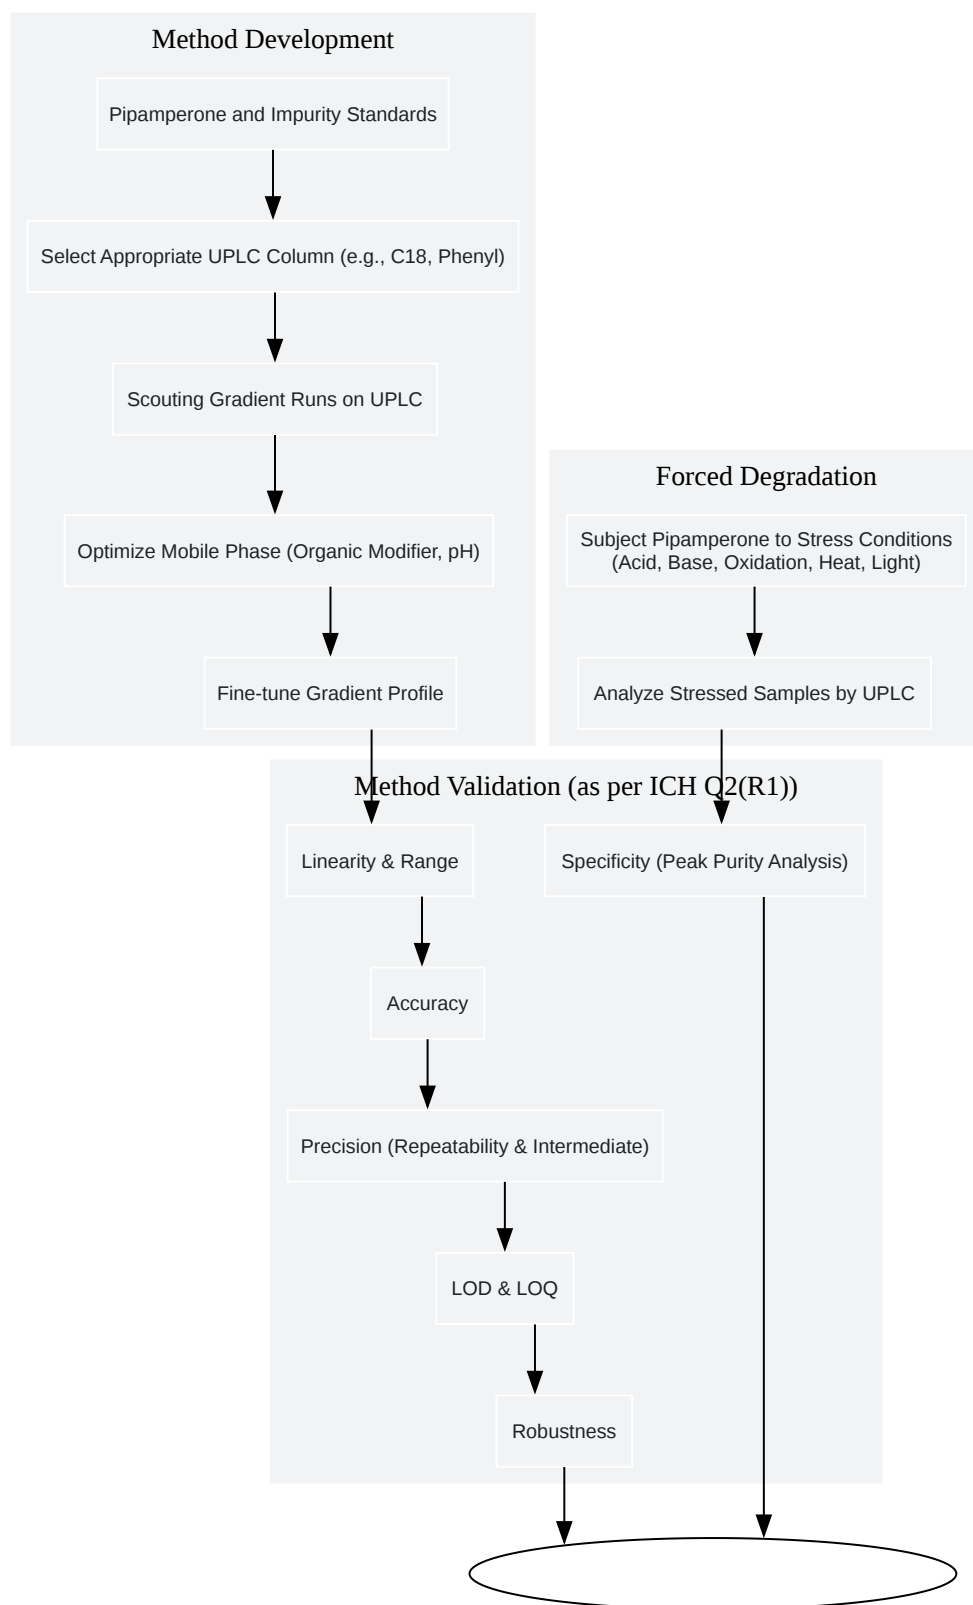 Method Development
Pipamperone and Impurity Standards
Select Appropriate UPLC Column (e.g., C18, Phenyl)
Scouting Gradient Runs on UPLC
Optimize Mobile Phase (Organic Modifier, pH)
Fine-tune Gradient Profile
Forced Degradation
Subject Pipamperone to Stress Conditions
(Acid, Base, Oxidation, Heat, Light)
Analyze Stressed Samples by UPLC
Method Validation (as per ICH Q2(R1))
Linearity & Range
Specificity (Peak Purity Analysis)
Accuracy
Precision (Repeatability & Intermediate)
LOD & LOQ
Robustness